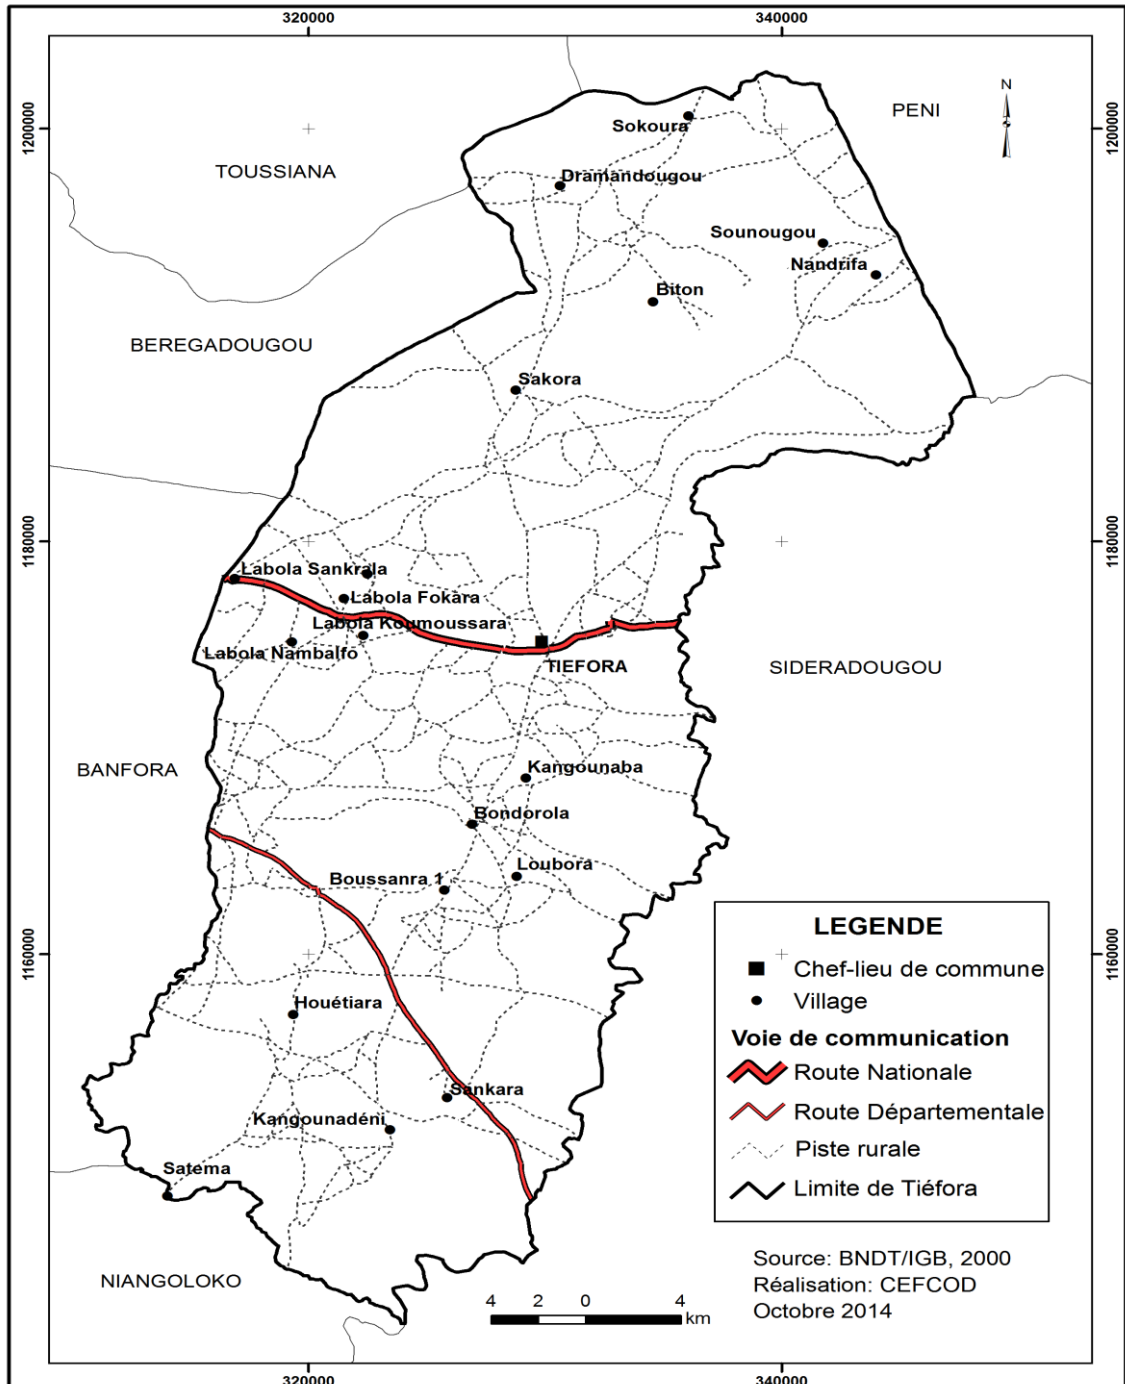 320000
340000
1200000
1200000
N
PENI
Sokoura
TOUSSIANA
Dramandougou
Sounougou
Nandrifa
Biton
BEREGADOUGOU
Sakora
1180000
1180000
Labola Sankrala
Labola Fokara
Labola Koumoussara
Labola Nambalfo
TIEFORA
SIDERADOUGOU
BANFORA
Kangounaba
Bondorola
Loubora
Boussanra 1
1160000
1160000
LEGENDE
Chef-lieu de commune
Village
Voie de communication
Route Nationale
Route Départementale
Piste rurale
Limite de Tiéfora
Houétiara
Sankara
Kangounadéni
Satema
NIANGOLOKO
Source: BNDT/IGB, 2000
Réalisation: CEFCOD
Octobre 2014
4 2 0 4
km
320000
340000